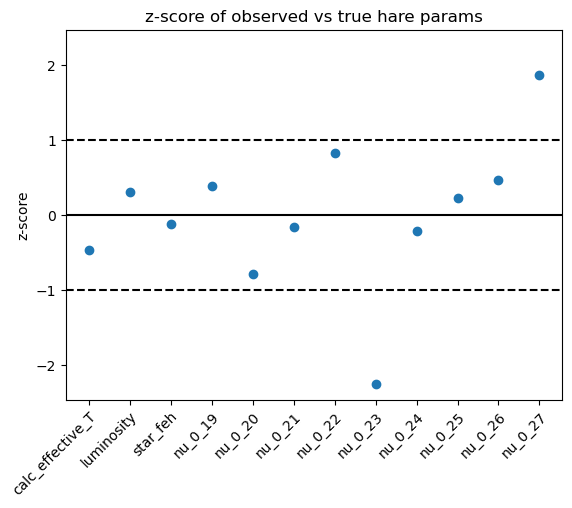 z-score of observed vs true hare params
z-score
2
1
0
−1
−2
calc_effective_T
luminosity
star_feh
nu_0_19
nu_0_20
nu_0_21
nu_0_22
nu_0_23
nu_0_24
nu_0_25
nu_0_26
nu_0_27